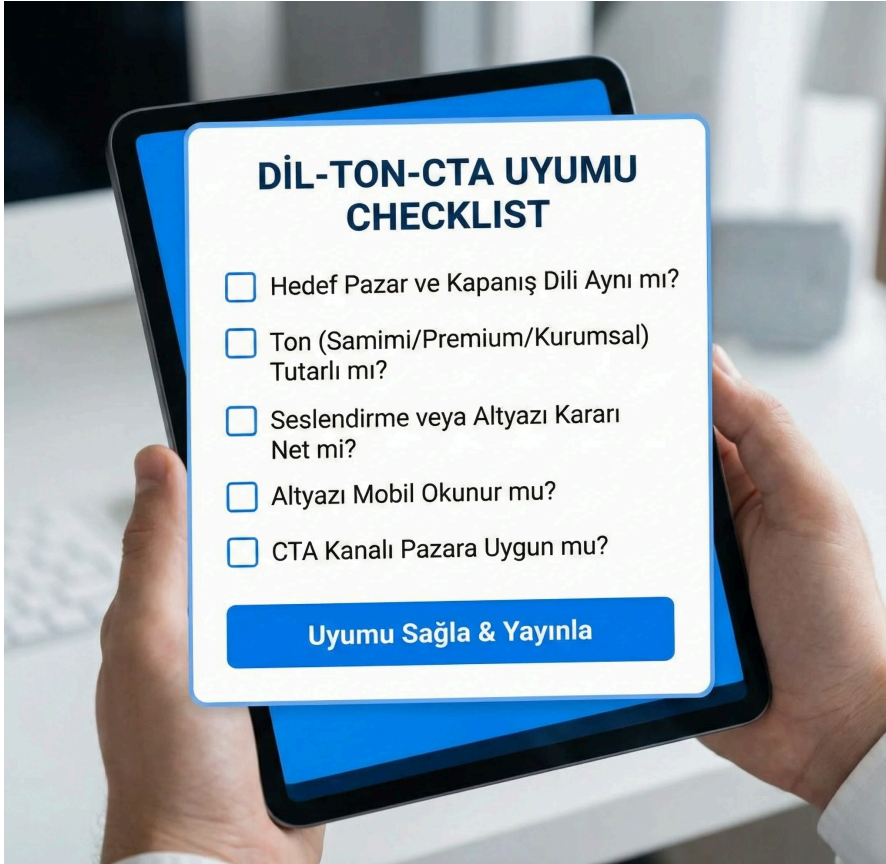 DİL-TON-CTA UYUMU
CHECKLIST
Hedef Pazar ve Kapanış Dili Aynı mı?
Ton (Samimi/Premium/Kurumsal)
Tutarlı mı?
Seslendirme veya Altyazı Kararı
Net mi?
Altyazı Mobil Okunur mu?
CTA Kanalı Pazara Uygun mu?
Uyumu Sağla & Yayınla